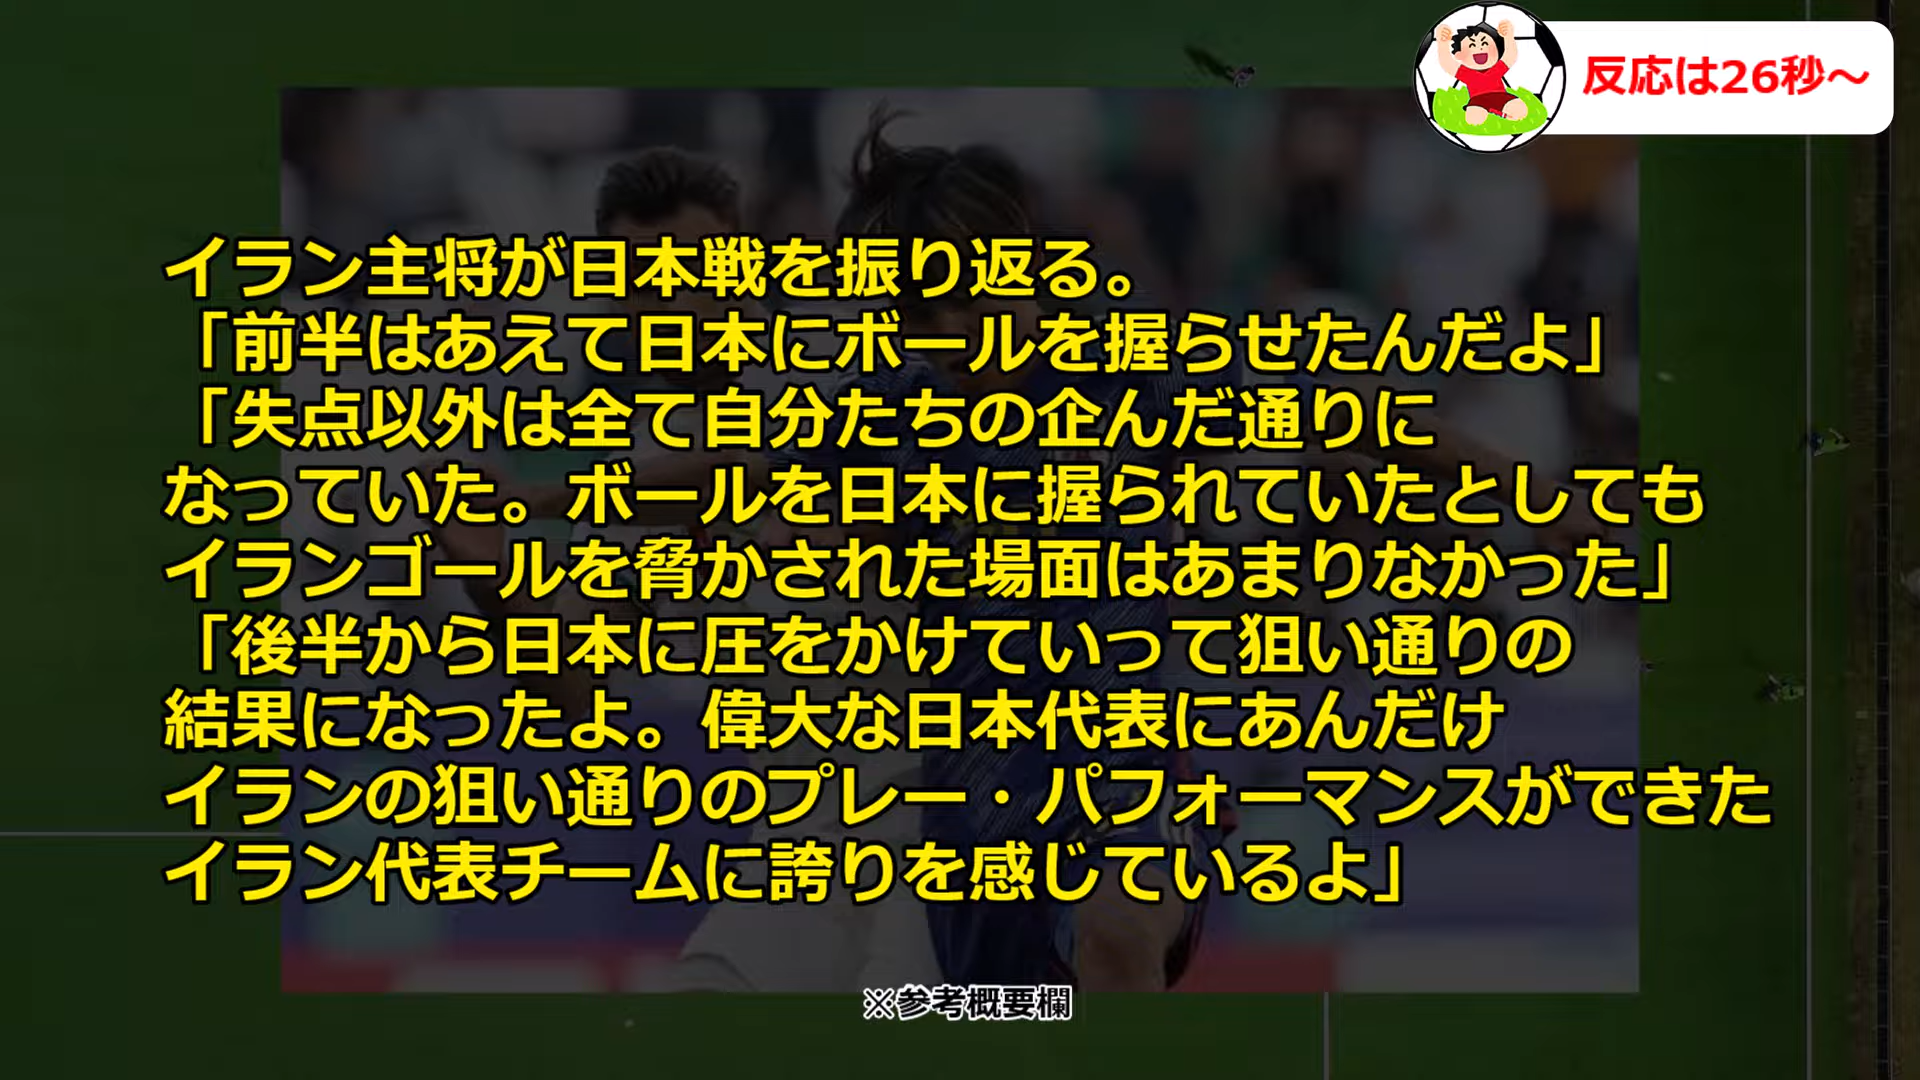 反応は26秒～
イラン主将が日本戦を振り返る。
「前半はあえて日本にボールを握らせたんだよ」
「失点以外は全て自分たちの企んだ通りに
なっていた。ボールを日本に握られていたとしても
イランゴールを脅かされた場面はあまりなかった」
「後半から日本に圧をかけていって狙い通りの
結果になったよ。偉大な日本代表にあんだけ
イランの狙い通りのプレー・パフォーマンスができた
イラン代表チームに誇りを感じているよ」
※参考概要欄